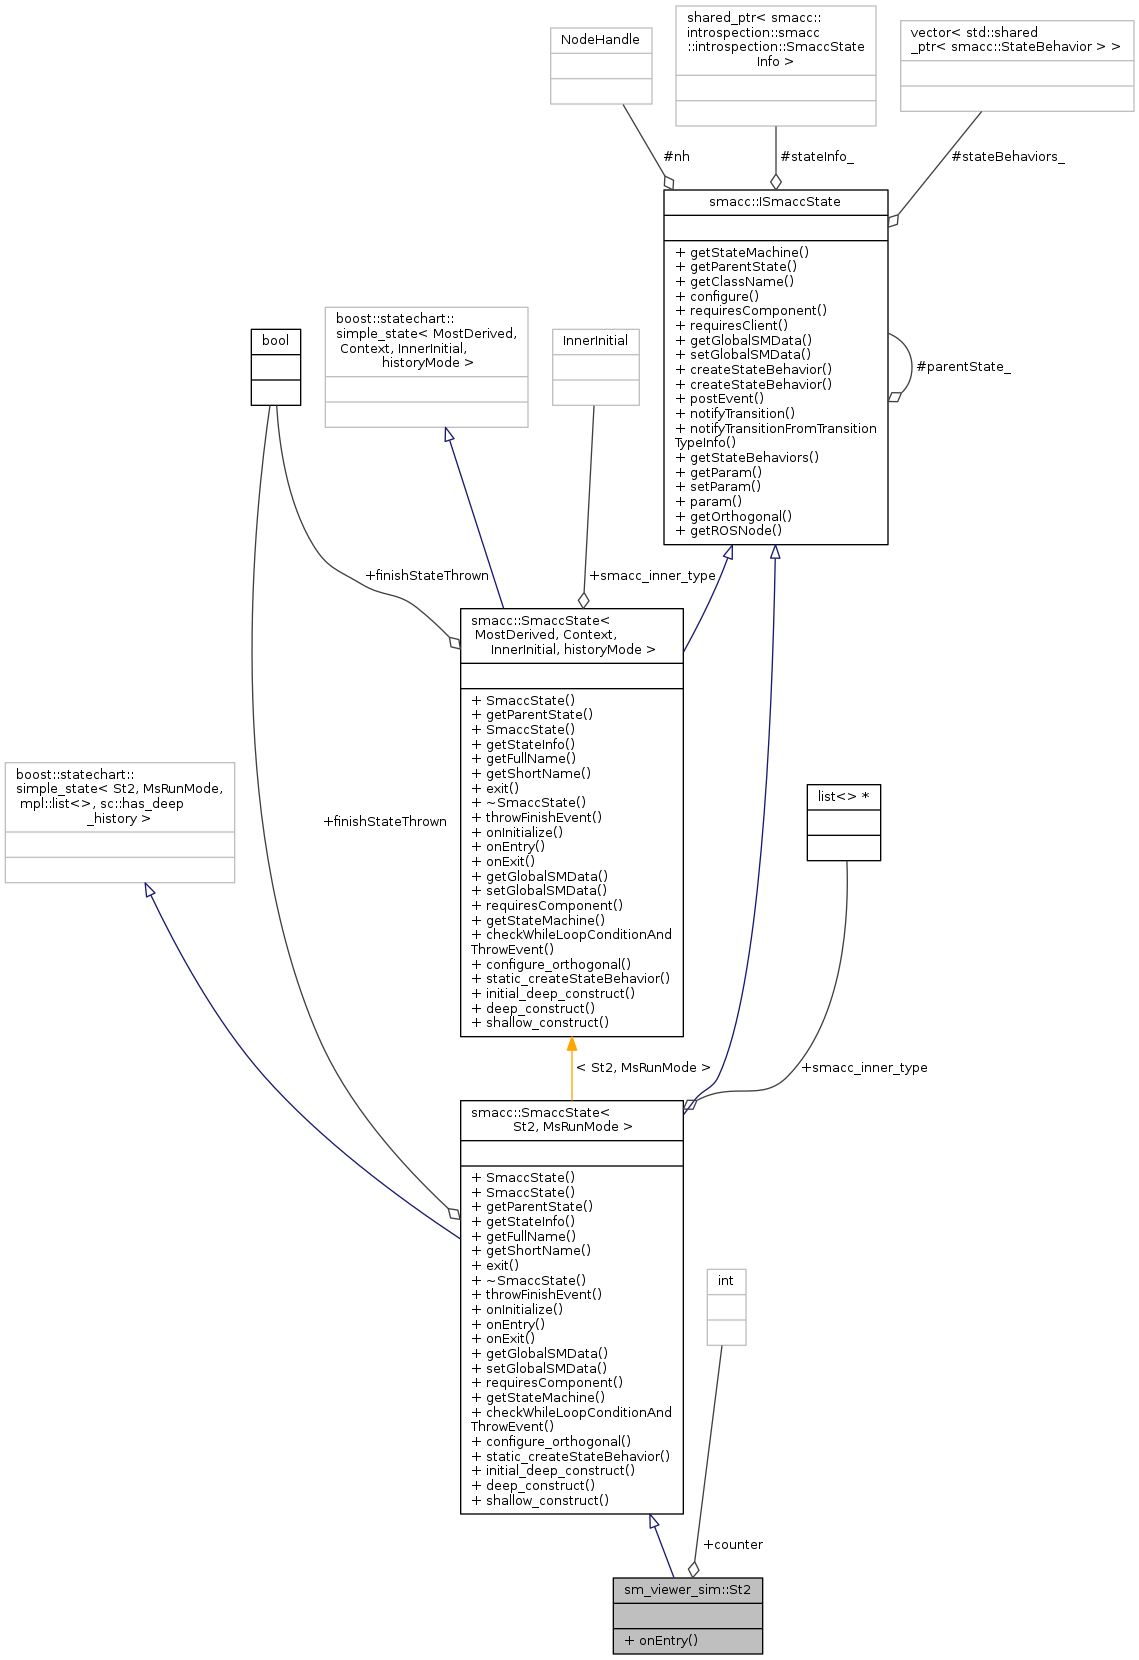 NodeHandle
shared_ptr< smacc::
introspection::smacc
::introspection::SmaccState
Info >
vector< std::shared
_ptr< smacc::StateBehavior > >
#nh
#stateInfo_
#stateBehaviors_
smacc::ISmaccState
+ getStateMachine()
+ getParentState()
+ getClassName()
+ configure()
+ requiresComponent()
+ requiresClient()
+ getGlobalSMData()
+ setGlobalSMData()
+ createStateBehavior()
+ createStateBehavior()
+ postEvent()
+ notifyTransition()
+ notifyTransitionFromTransition
TypeInfo()
+ getStateBehaviors()
+ getParam()
+ setParam()
+ param()
+ getOrthogonal()
+ getROSNode()
#parentState_
bool
boost::statechart::
simple_state< MostDerived,
Context, InnerInitial,
historyMode >
InnerInitial
+finishStateThrown
+smacc_inner_type
smacc::SmaccState<
MostDerived, Context,
InnerInitial, historyMode >
+ SmaccState()
+ getParentState()
+ SmaccState()
+ getStateInfo()
+ getFullName()
+ getShortName()
+ exit()
+ ~SmaccState()
+ throwFinishEvent()
+ onInitialize()
+ onEntry()
+ onExit()
+ getGlobalSMData()
+ setGlobalSMData()
+ requiresComponent()
+ getStateMachine()
+ checkWhileLoopConditionAnd
ThrowEvent()
+ configure_orthogonal()
+ static_createStateBehavior()
+ initial_deep_construct()
+ deep_construct()
+ shallow_construct()
boost::statechart::
simple_state< St2, MsRunMode,
mpl::list<>, sc::has_deep
_history >
+finishStateThrown
list<> *
< St2, MsRunMode >
+smacc_inner_type
smacc::SmaccState<
St2, MsRunMode >
+ SmaccState()
+ SmaccState()
+ getParentState()
+ getStateInfo()
+ getFullName()
+ getShortName()
+ exit()
+ ~SmaccState()
+ throwFinishEvent()
+ onInitialize()
+ onEntry()
+ onExit()
+ getGlobalSMData()
+ setGlobalSMData()
+ requiresComponent()
+ getStateMachine()
+ checkWhileLoopConditionAnd
ThrowEvent()
+ configure_orthogonal()
+ static_createStateBehavior()
+ initial_deep_construct()
+ deep_construct()
+ shallow_construct()
int
+counter
sm_viewer_sim::St2
+ onEntry()